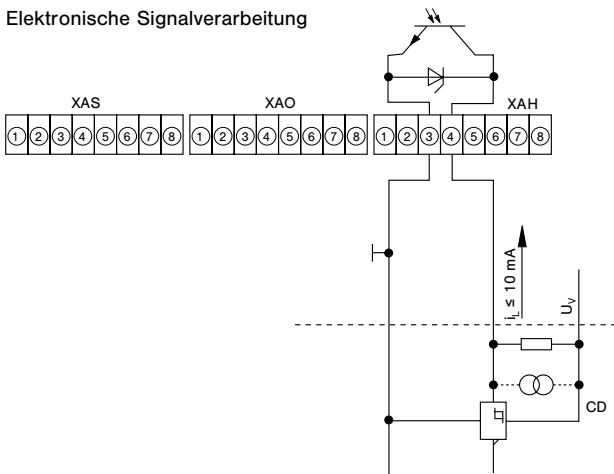 Elektronische Signalverarbeitung
XAS XAO XAH
1 2 3 4 5 6 7 8 1 2 3 4 5 6 7 8 1 2 3 4 5 6 7 8
i_L ≤ 10 mA
U_V
CD